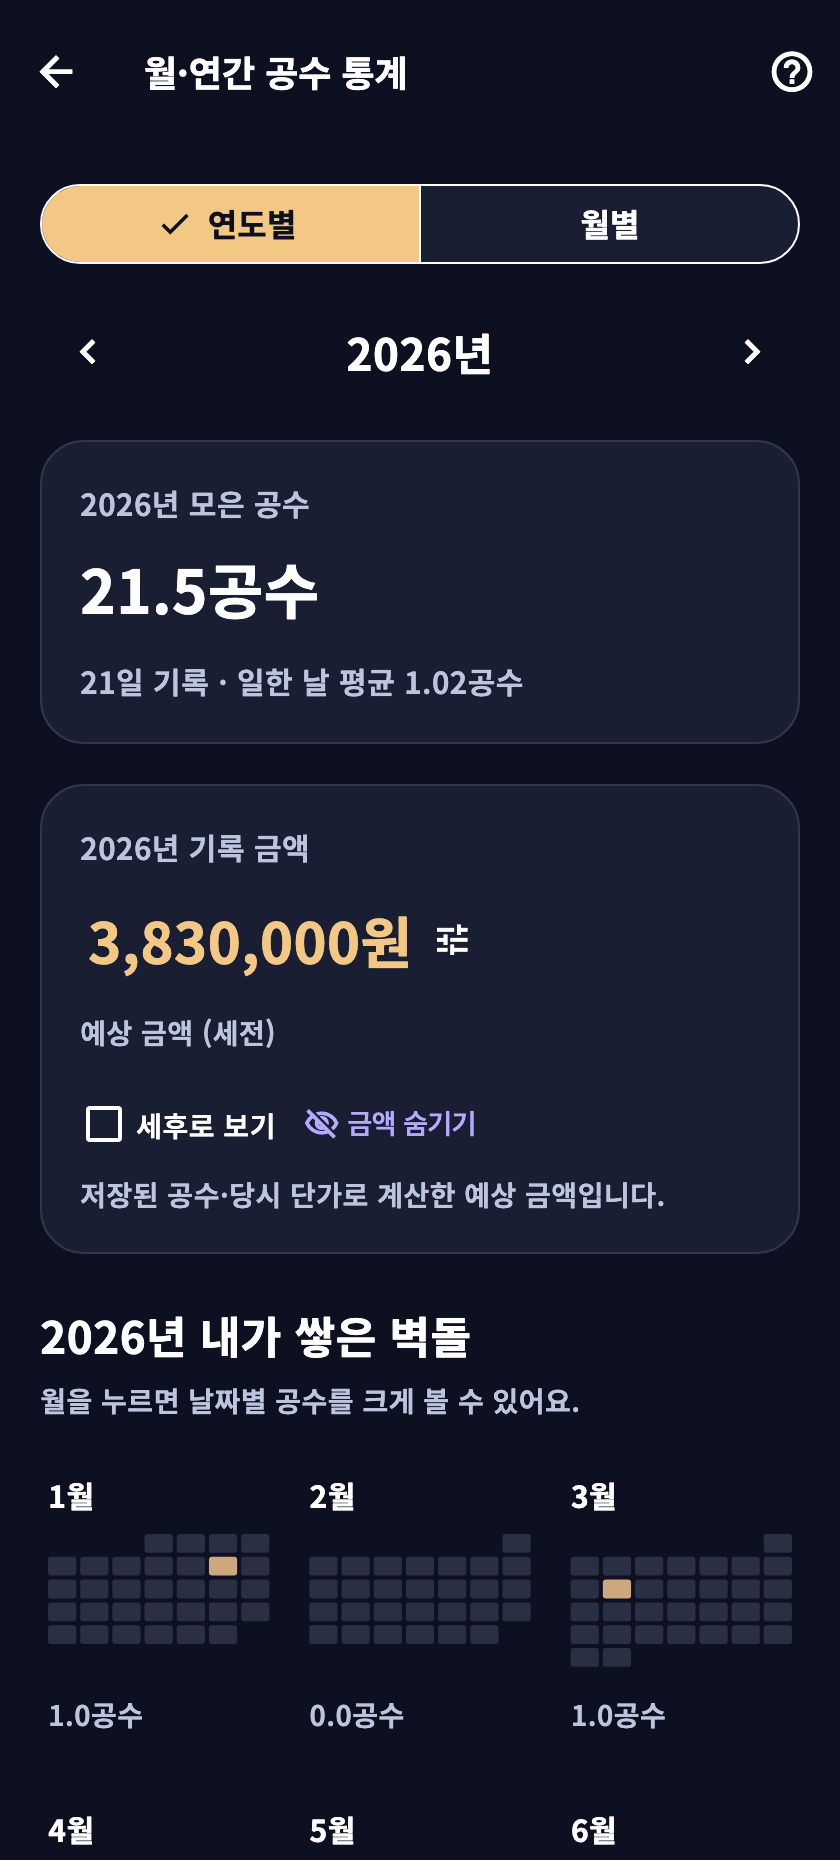 월·연간 공수 통계
연도별
월별
2026년
2026년 모은 공수
21.5공수
21일 기록 · 일한 날 평균 1.02공수
2026년 기록 금액
3,830,000원
예상 금액 (세전)
세후로 보기 금액 숨기기
저장된 공수·당시 단가로 계산한 예상 금액입니다.
2026년 내가 쌓은 벽돌
월을 누르면 날짜별 공수를 크게 볼 수 있어요.
1월 2월 3월
1.0공수 0.0공수 1.0공수
4월 5월 6월